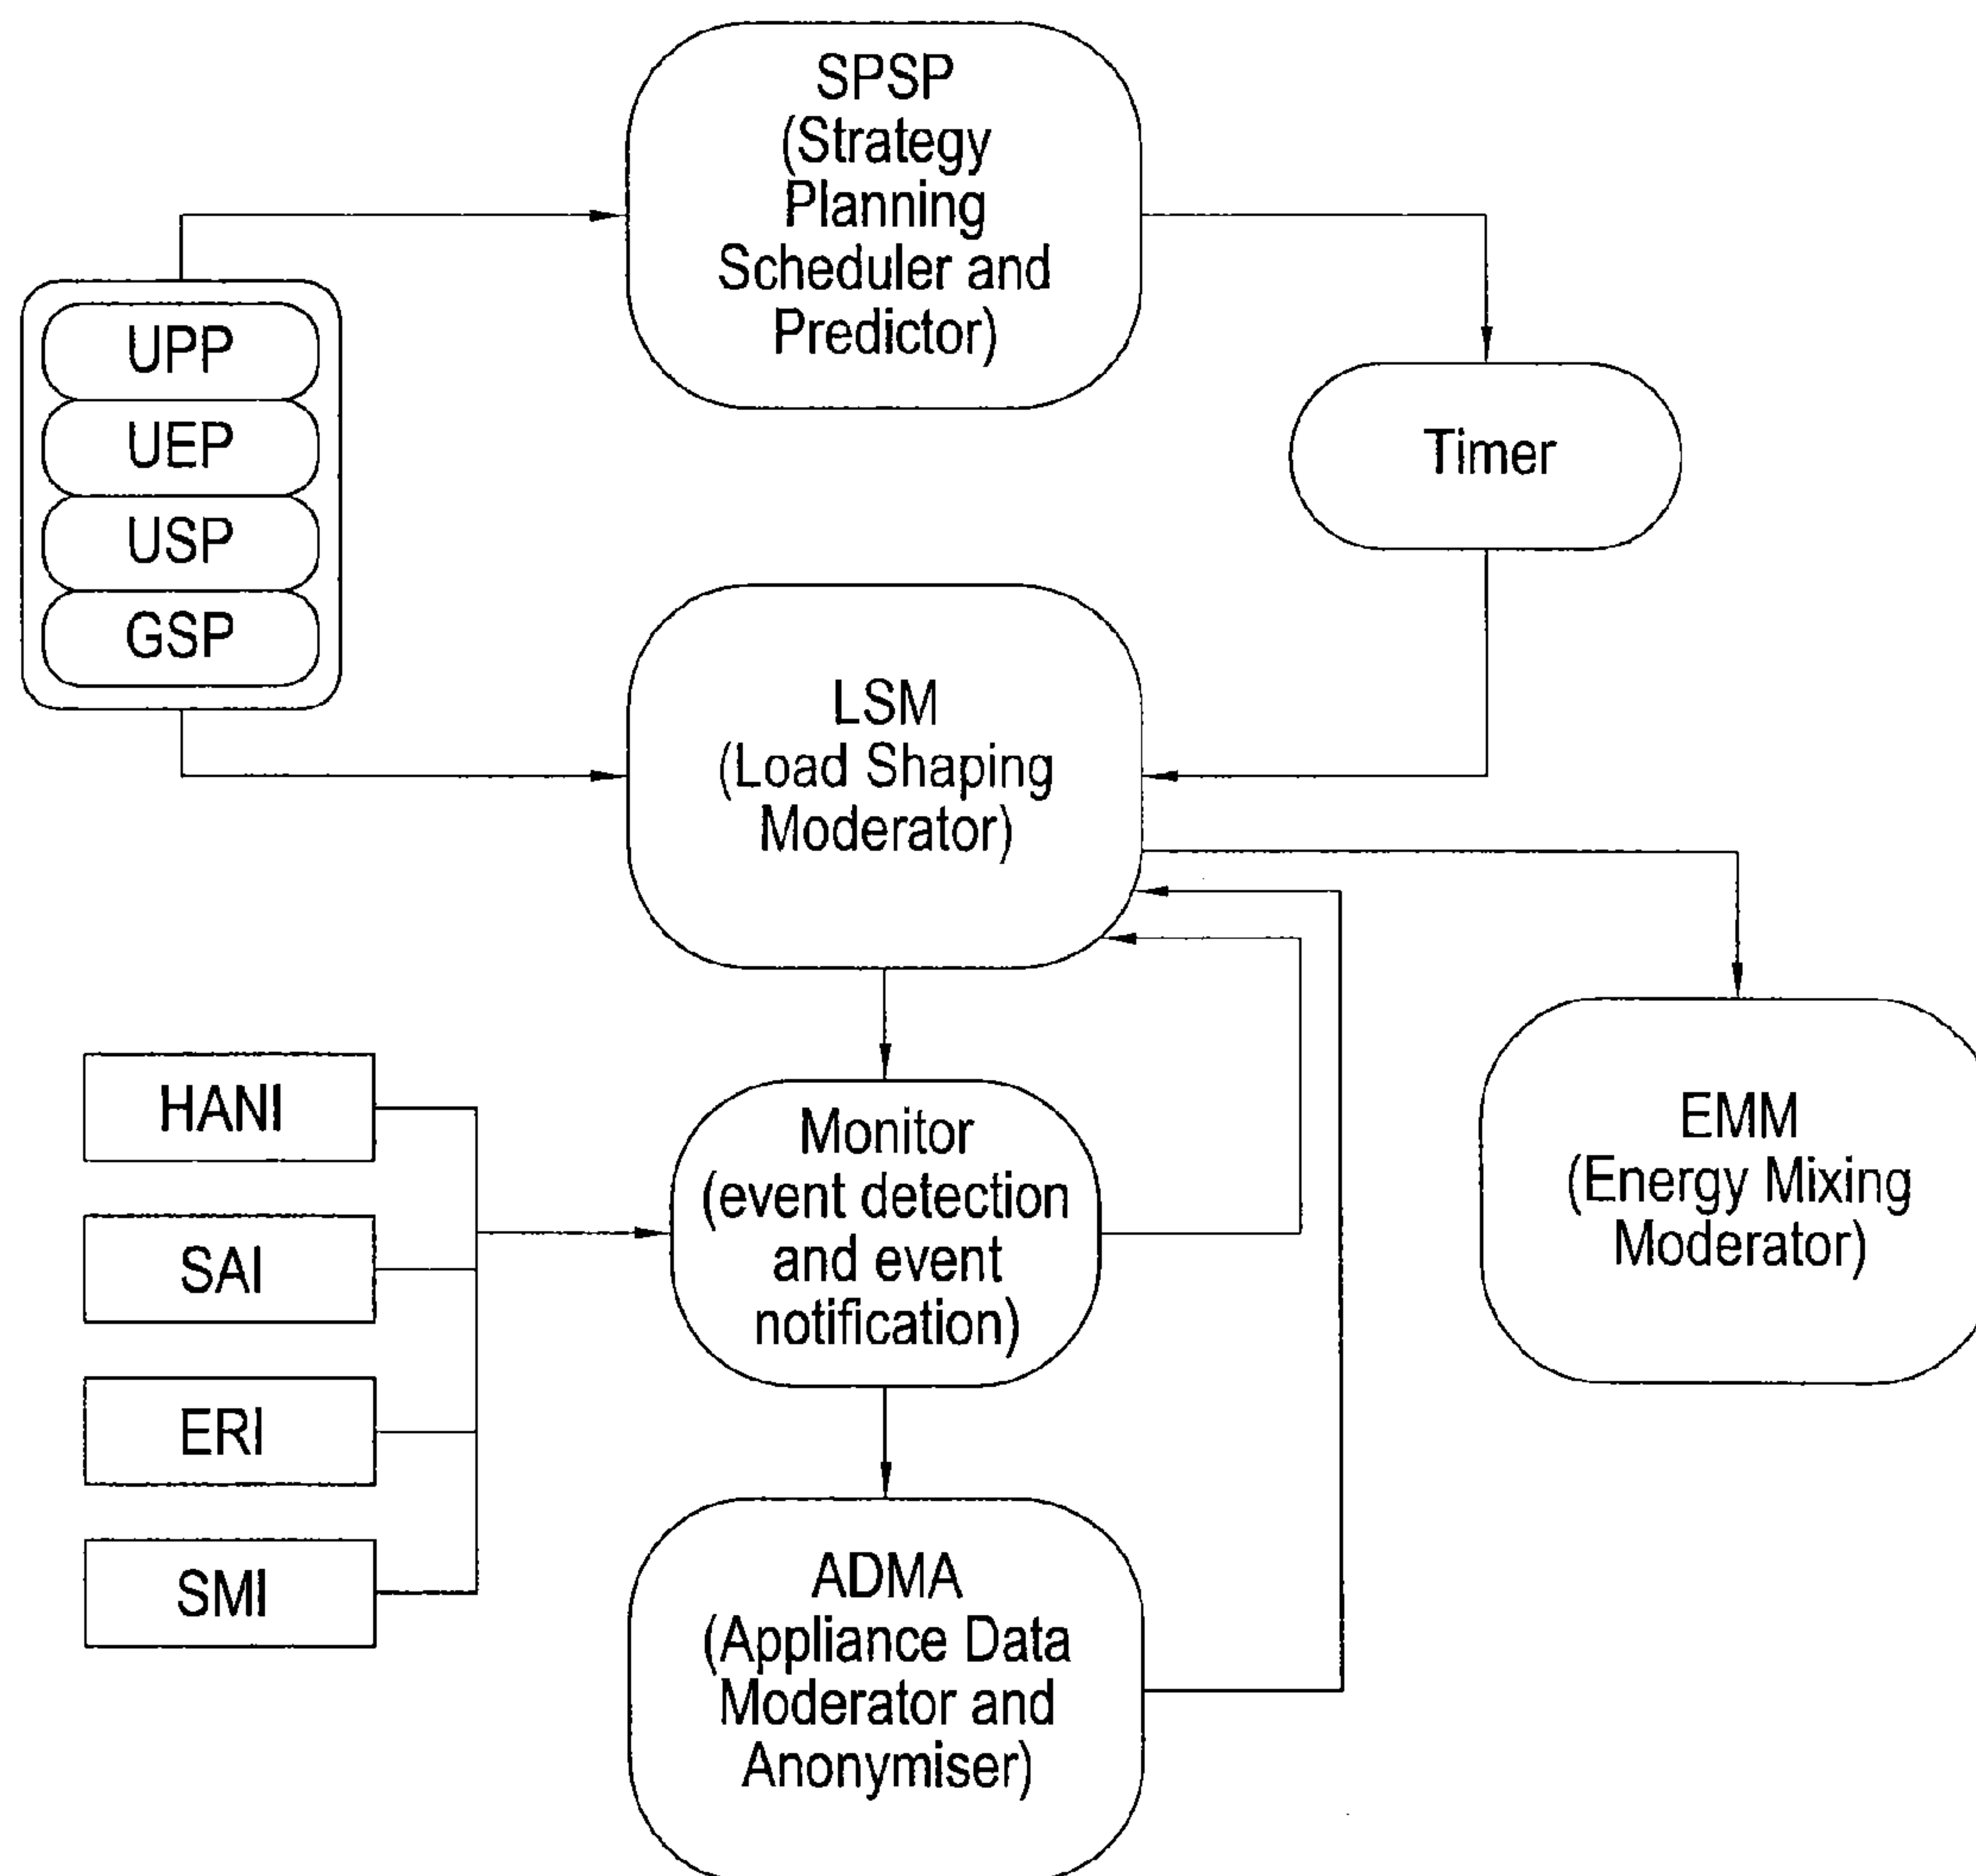 SPSP
(Strategy
Planning
Scheduler and
Predictor)
UPP
UEP
USP
GSP
Timer
LSM
(Load Shaping
Moderator)
HANI
SAI
ERI
SMI
Monitor
(event detection
and event
notification)
EMM
(Energy Mixing
Moderator)
ADMA
(Appliance Data
Moderator and
Anonymiser)